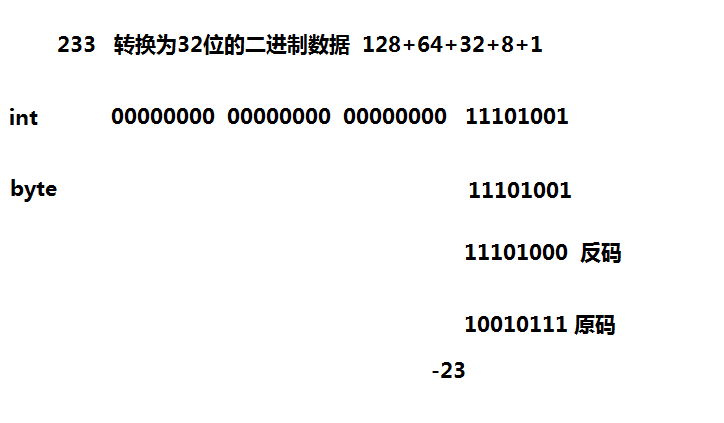 233 转换为32位的二进制数据 128+64+32+8+1
int 00000000 00000000 00000000 11101001
byte 11101001
11101000 反码
10010111 原码
-23